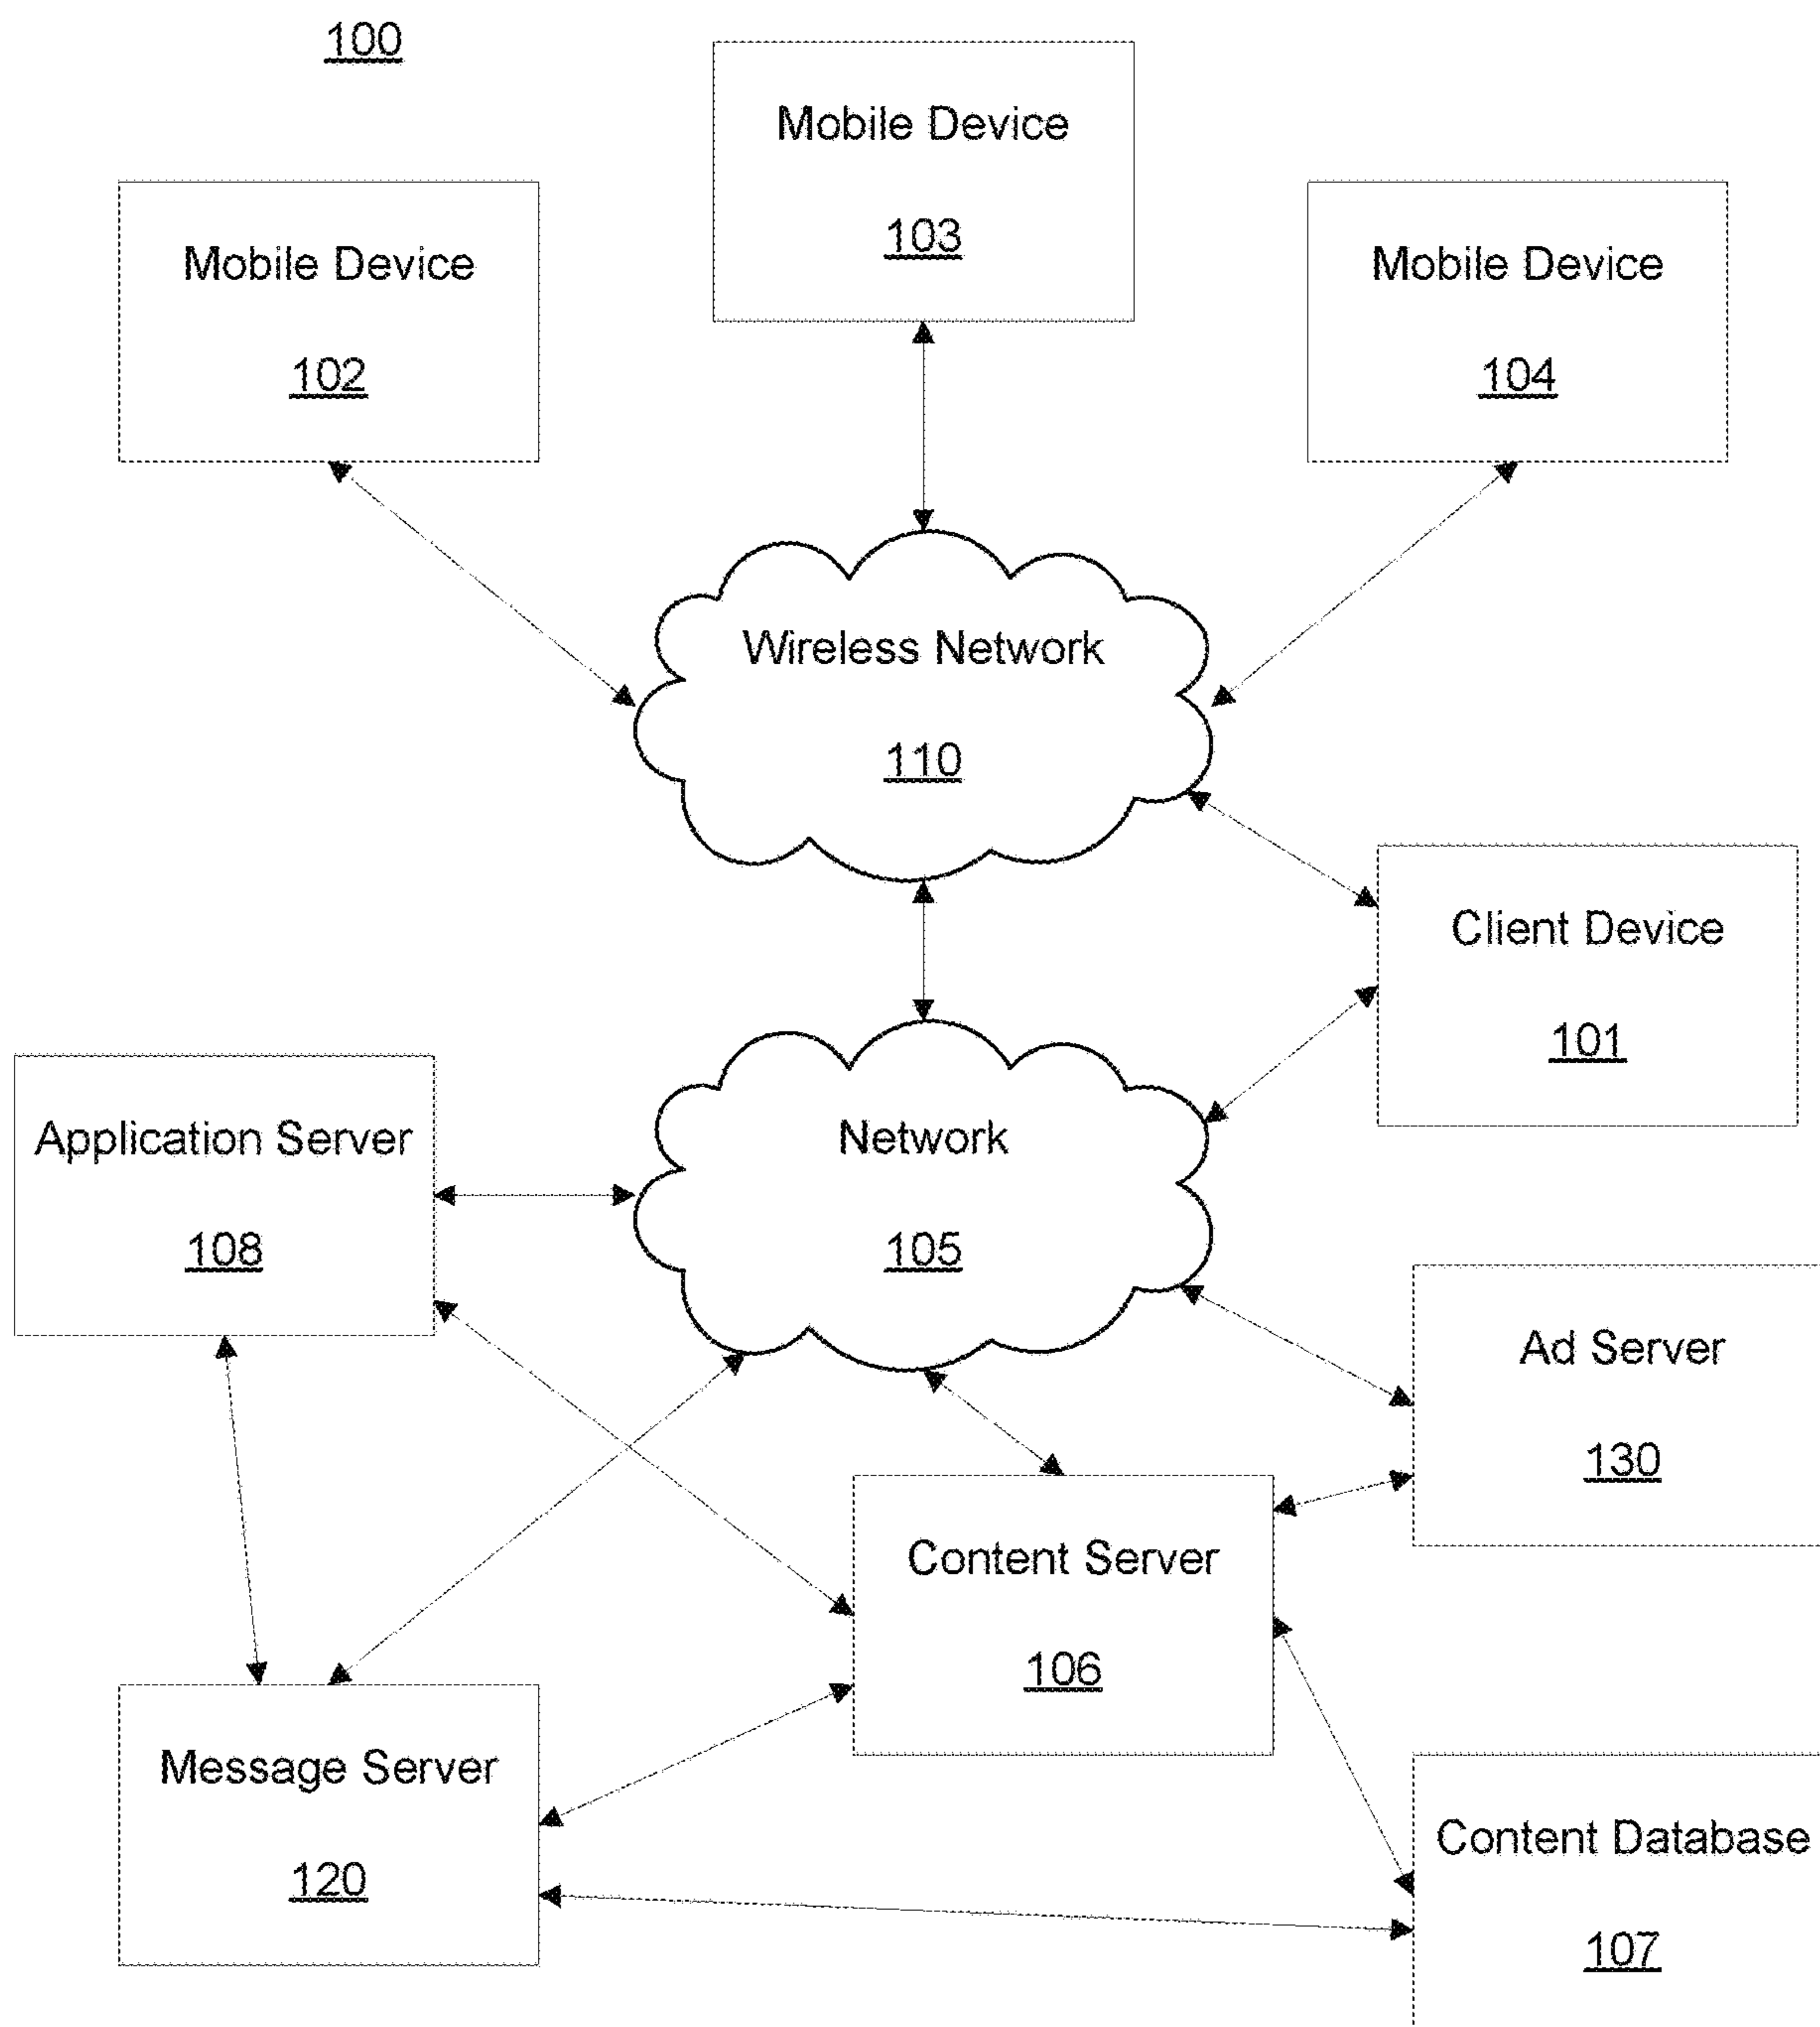 100
Mobile Device
103
Mobile Device
102
Mobile Device
104
Wireless Network
110
Client Device
101
Application Server
108
Network
105
Ad Server
130
Content Server
106
Message Server
120
Content Database
107